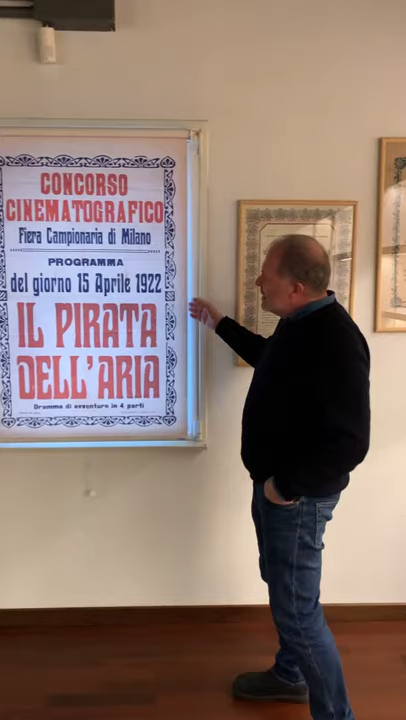 CONCORSO
CINEMATOGRAFICO
Fiera Campionaria di Milano
PROGRAMMA
del giorno 15 Aprile 1922
IL PIRATA
DELL'ARIA
Dramma di avventure in 4 parti